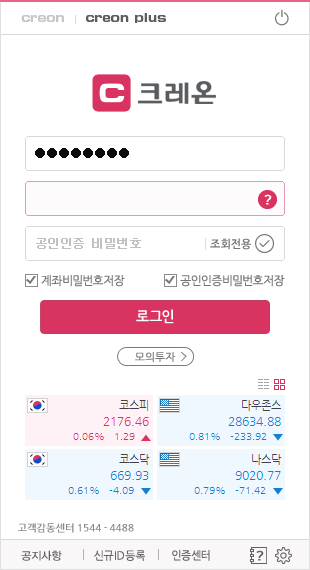 creon | creon plus
C 크레온
●●●●●●●●
?
공인인증 비밀번호 | 조회전용
계좌비밀번호저장 공인인증비밀번호저장
로그인
모의투자 >
코스피 다우존스
2176.46 28634.88
0.06% 1.29 ▲ 0.81% -233.92 ▼
코스닥 나스닥
669.93 9020.77
0.61% -4.09 ▼ 0.79% -71.42 ▼
고객감동센터 1544 - 4488
공지사항 | 신규ID등록 | 인증센터 ?